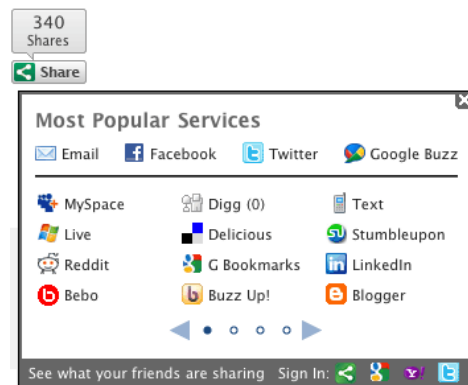 340
Shares
Share
Most Popular Services
Email Facebook Twitter Google Buzz
MySpace Digg (0) Text
Live Delicious Stumbleupon
Reddit G Bookmarks LinkedIn
Bebo Buzz Up! Blogger
See what your friends are sharing Sign In: